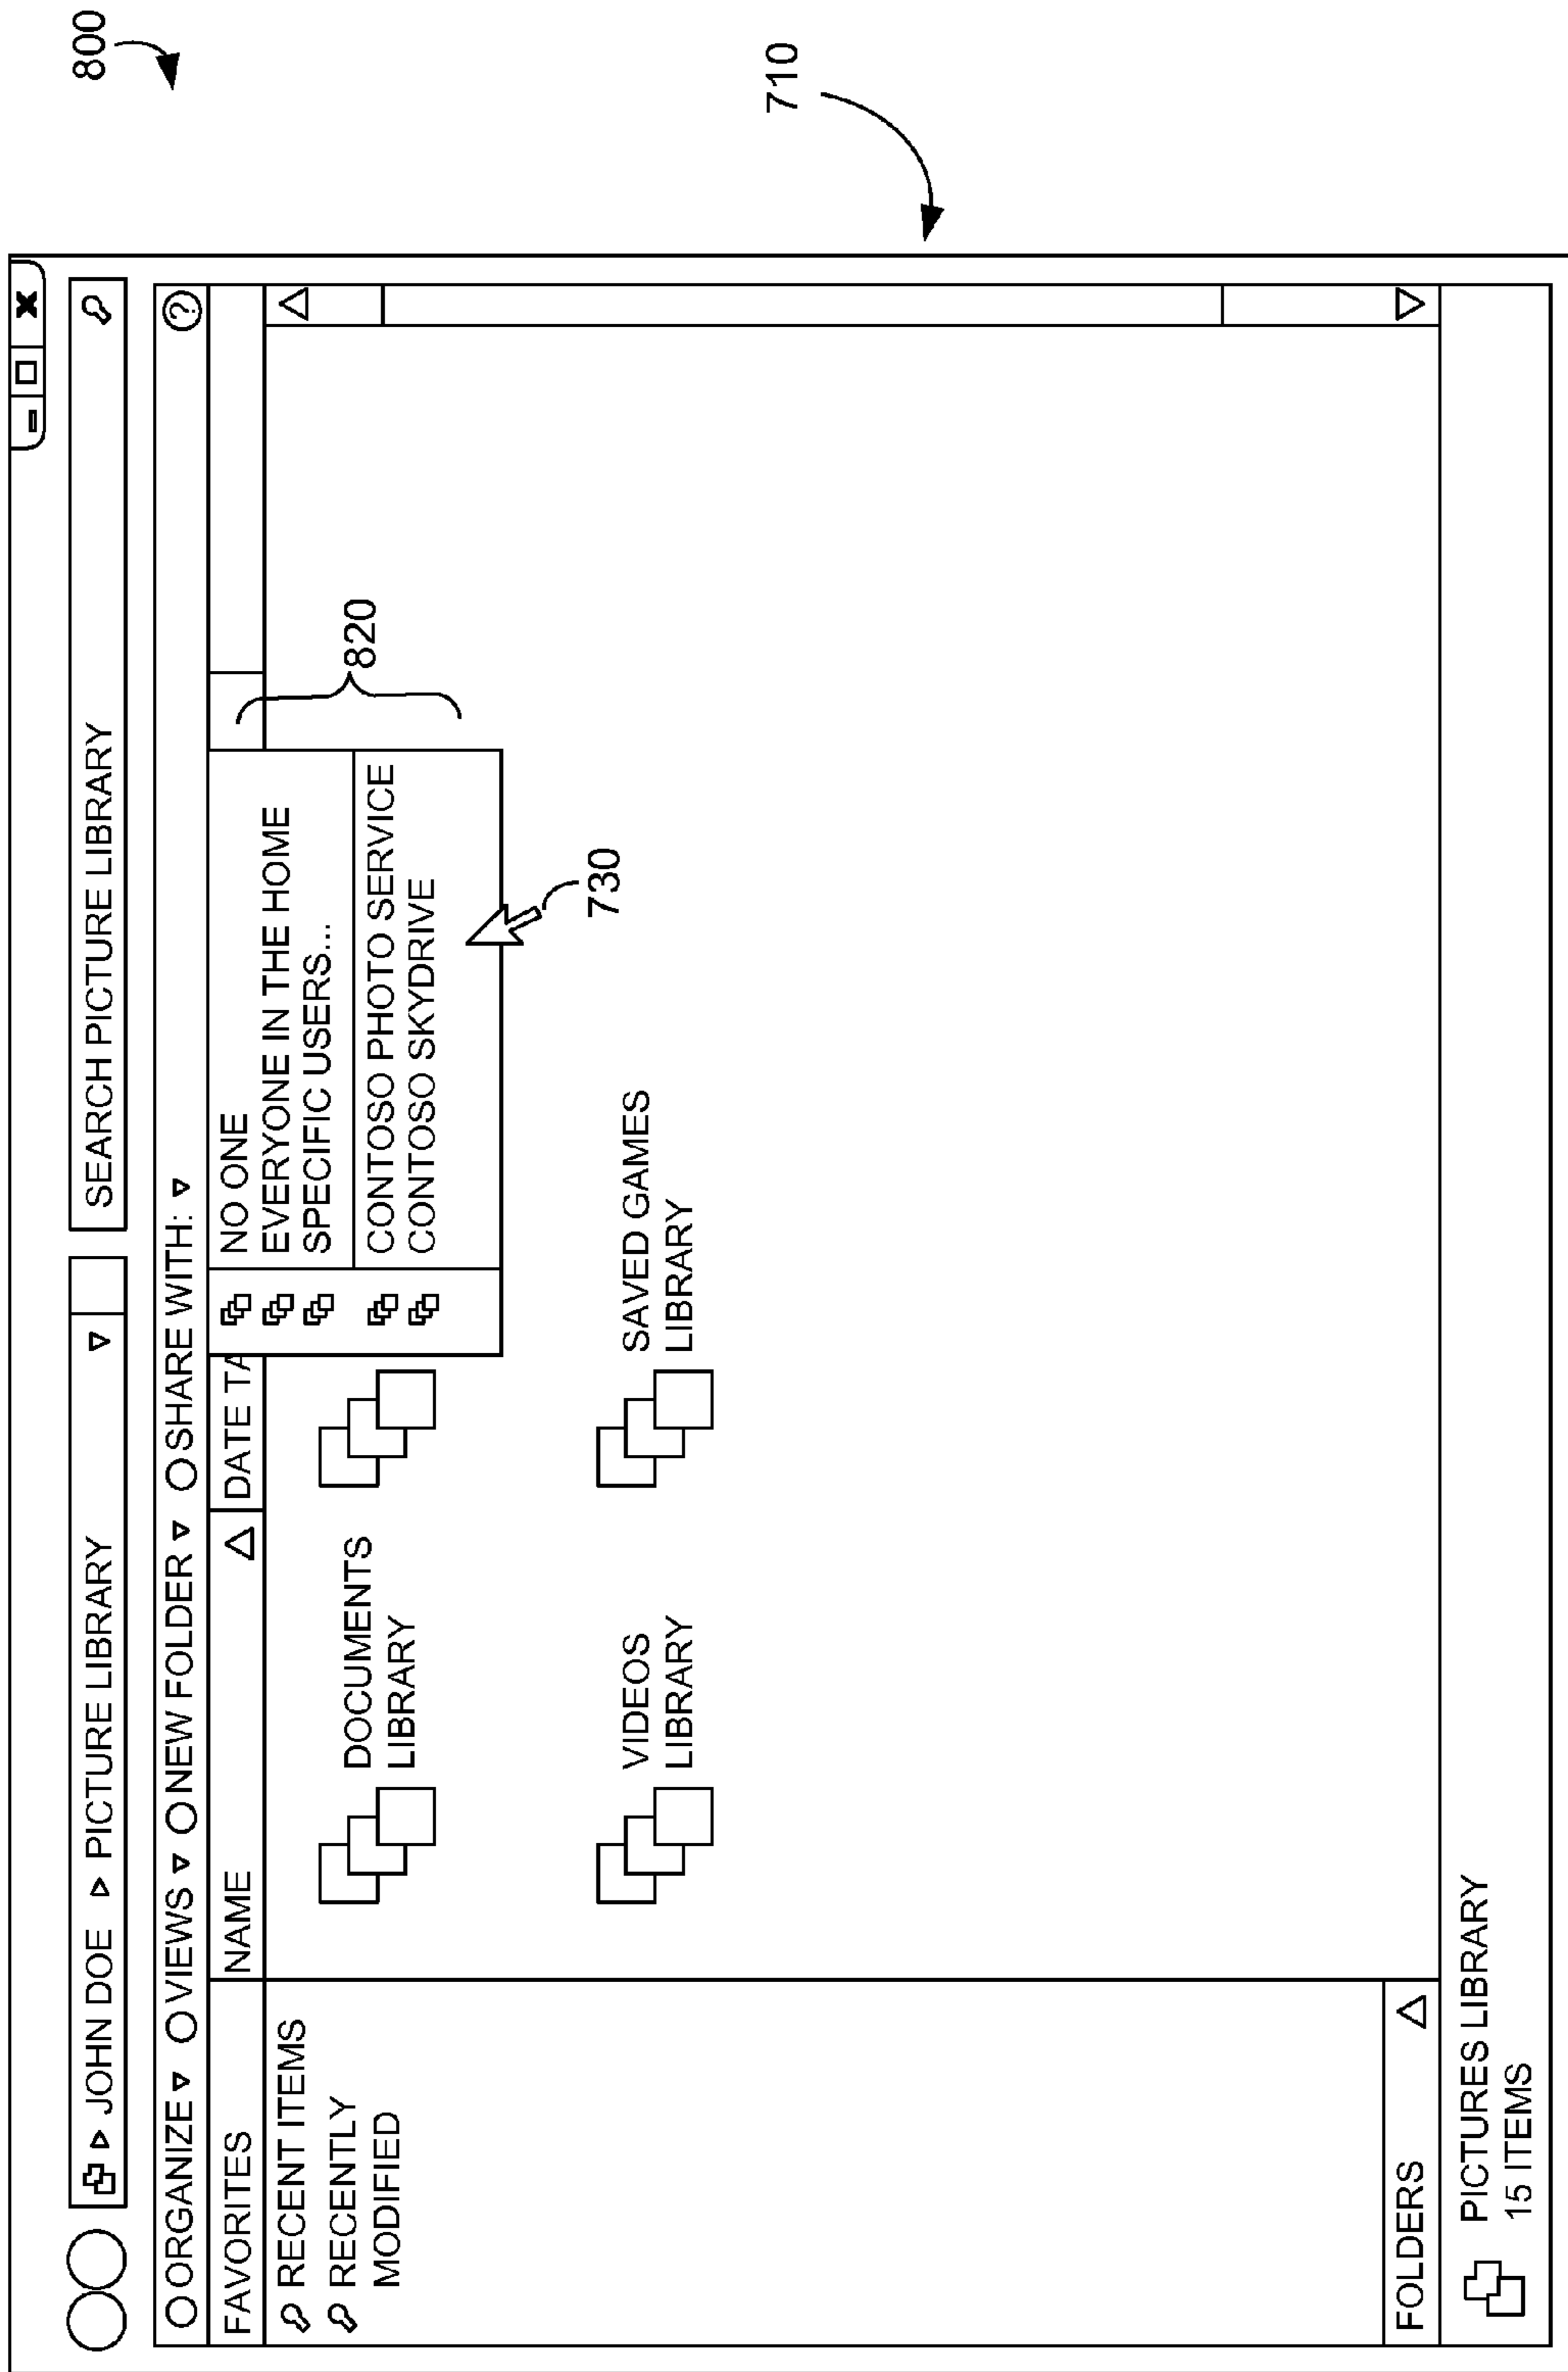 800
JOHN DOE PICTURE LIBRARY
SEARCH PICTURE LIBRARY
ORGANIZE VIEWS NEW FOLDER SHARE WITH:
FAVORITES
NAME
DATE TA
NO ONE
EVERYONE IN THE HOME
SPECIFIC USERS...
CONTOSO PHOTO SERVICE
CONTOSO SKYDRIVE
820
730
710
RECENT ITEMS
RECENTLY
MODIFIED
DOCUMENTS
LIBRARY
VIDEOS
LIBRARY
SAVED GAMES
LIBRARY
FOLDERS
PICTURES LIBRARY
15 ITEMS